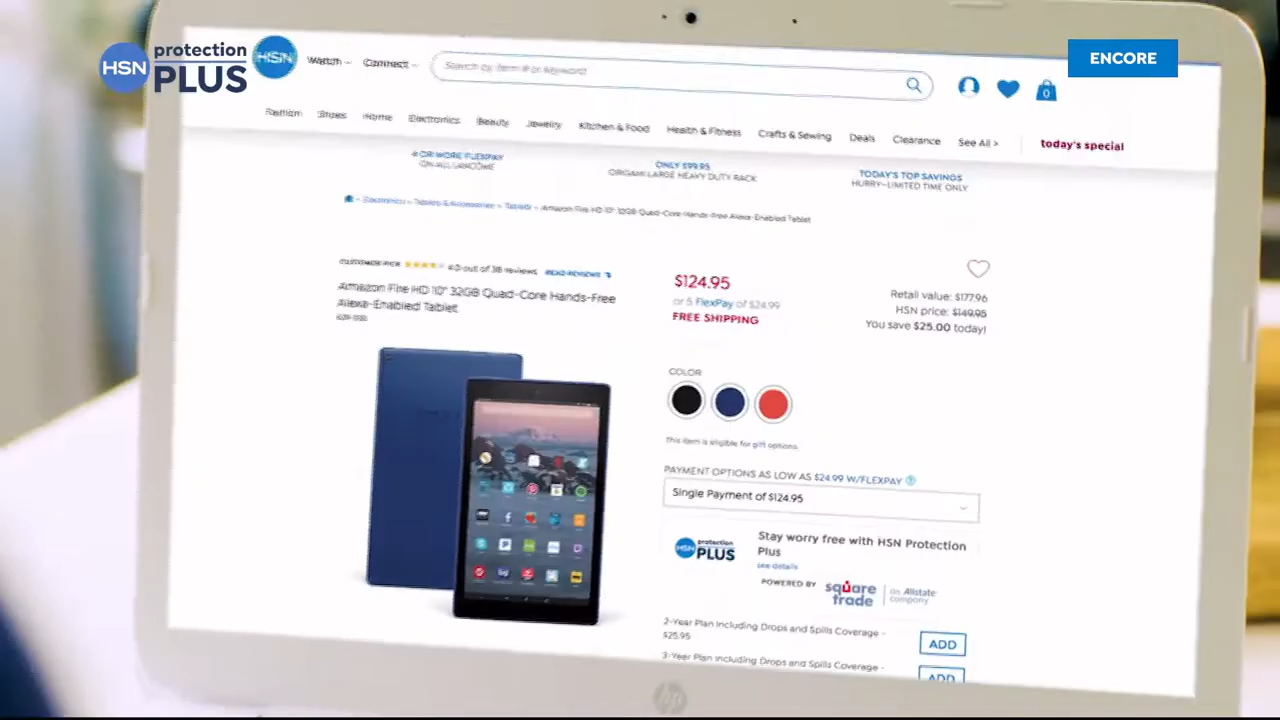 HSN protection PLUS
ENCORE
HSN Watch Connect Search by item # or keyword 0
Fashion Shoes Home Electronics Beauty Jewelry Kitchen & Food Health & Fitness Crafts & Sewing Deals Clearance See All > today's special
ON ALL LANCOME
ONLY $99.95
ORIGAMI LARGE HEAVY DUTY RACK
TODAY'S TOP SAVINGS
HURRY–LIMITED TIME ONLY
Electronics Tablets & Accessories Tablets Amazon Fire HD 10" 32GB Quad-Core Hands-Free Alexa-Enabled Tablet
CUSTOMER PICK 4.0 out of 38 reviews READ REVIEWS
Amazon Fire HD 10" 32GB Quad-Core Hands-Free
Alexa-Enabled Tablet
$124.95
or 5 FlexPay of $24.99
FREE SHIPPING
Retail value: $177.96
HSN price: $149.95
You save $25.00 today!
COLOR
This item is eligible for gift options.
PAYMENT OPTIONS AS LOW AS $24.99 W/FLEXPAY ?
Single Payment of $124.95
HSN protection PLUS
Stay worry free with HSN Protection
Plus
see details
POWERED BY square trade an Allstate company
2-Year Plan Including Drops and Spills Coverage -
$25.95
ADD
3-Year Plan Including Drops and Spills Coverage -
ADD
hp